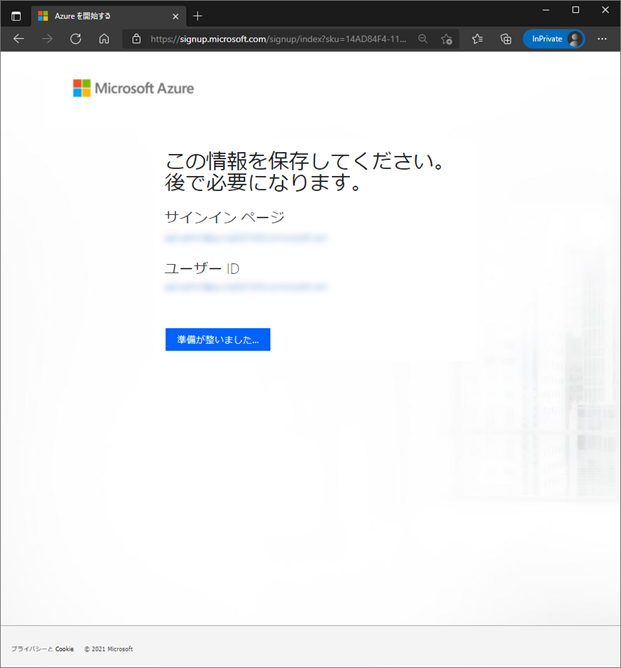 Azure を開始する
https://signup.microsoft.com/signup/index?sku=14AD84F4-11...
InPrivate
Microsoft Azure
この情報を保存してください。
後で必要になります。
サインイン ページ
ユーザー ID
準備が整いました...
プライバシーと Cookie © 2021 Microsoft